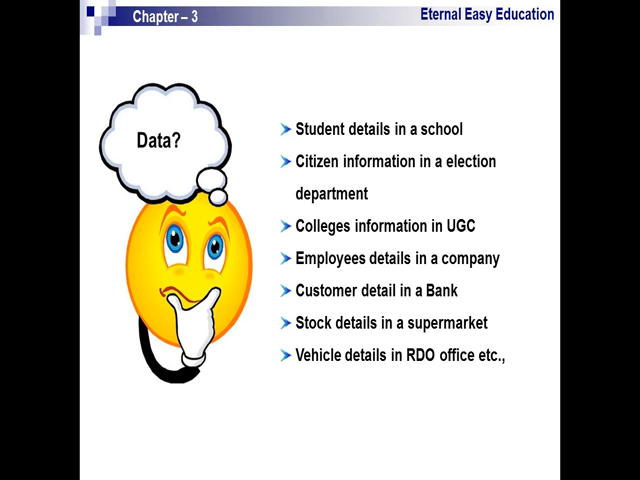 Chapter – 3
Eternal Easy Education
Data?
Student details in a school
Citizen information in a election
department
Colleges information in UGC
Employees details in a company
Customer detail in a Bank
Stock details in a supermarket
Vehicle details in RDO office etc.,